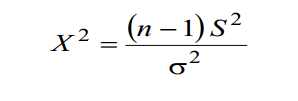 X² = (n − 1) S² / σ²